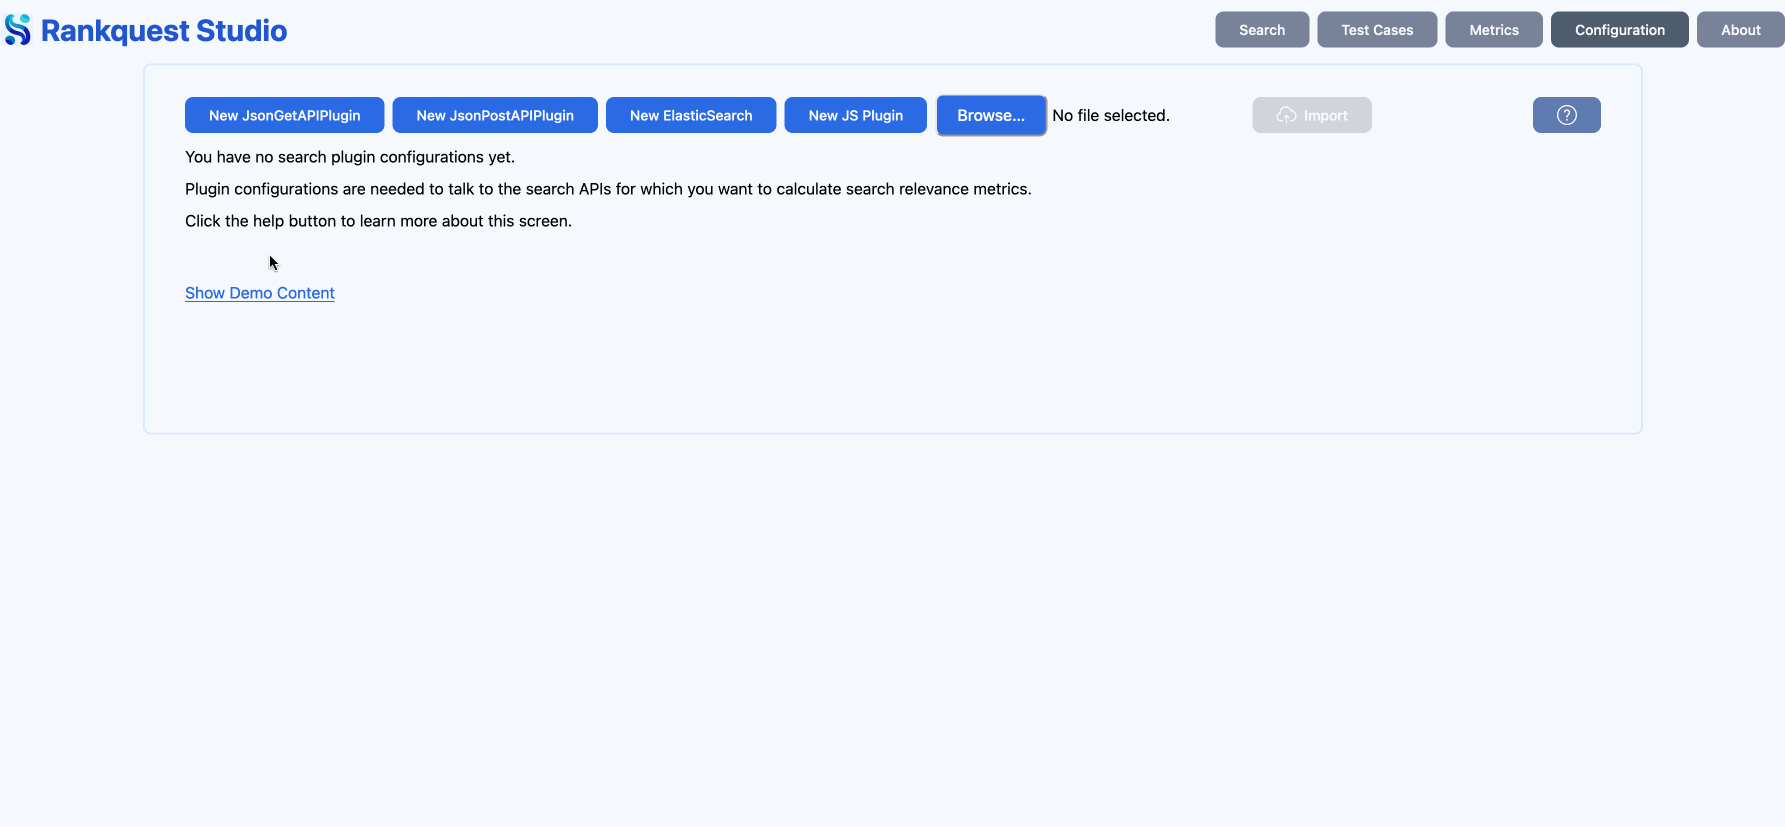 Rankquest Studio
Search
Test Cases
Metrics
Configuration
About
New JsonGetAPIPlugin
New JsonPostAPIPlugin
New ElasticSearch
New JS Plugin
Browse...
No file selected.
Import
?
You have no search plugin configurations yet.
Plugin configurations are needed to talk to the search APIs for which you want to calculate search relevance metrics.
Click the help button to learn more about this screen.
Show Demo Content